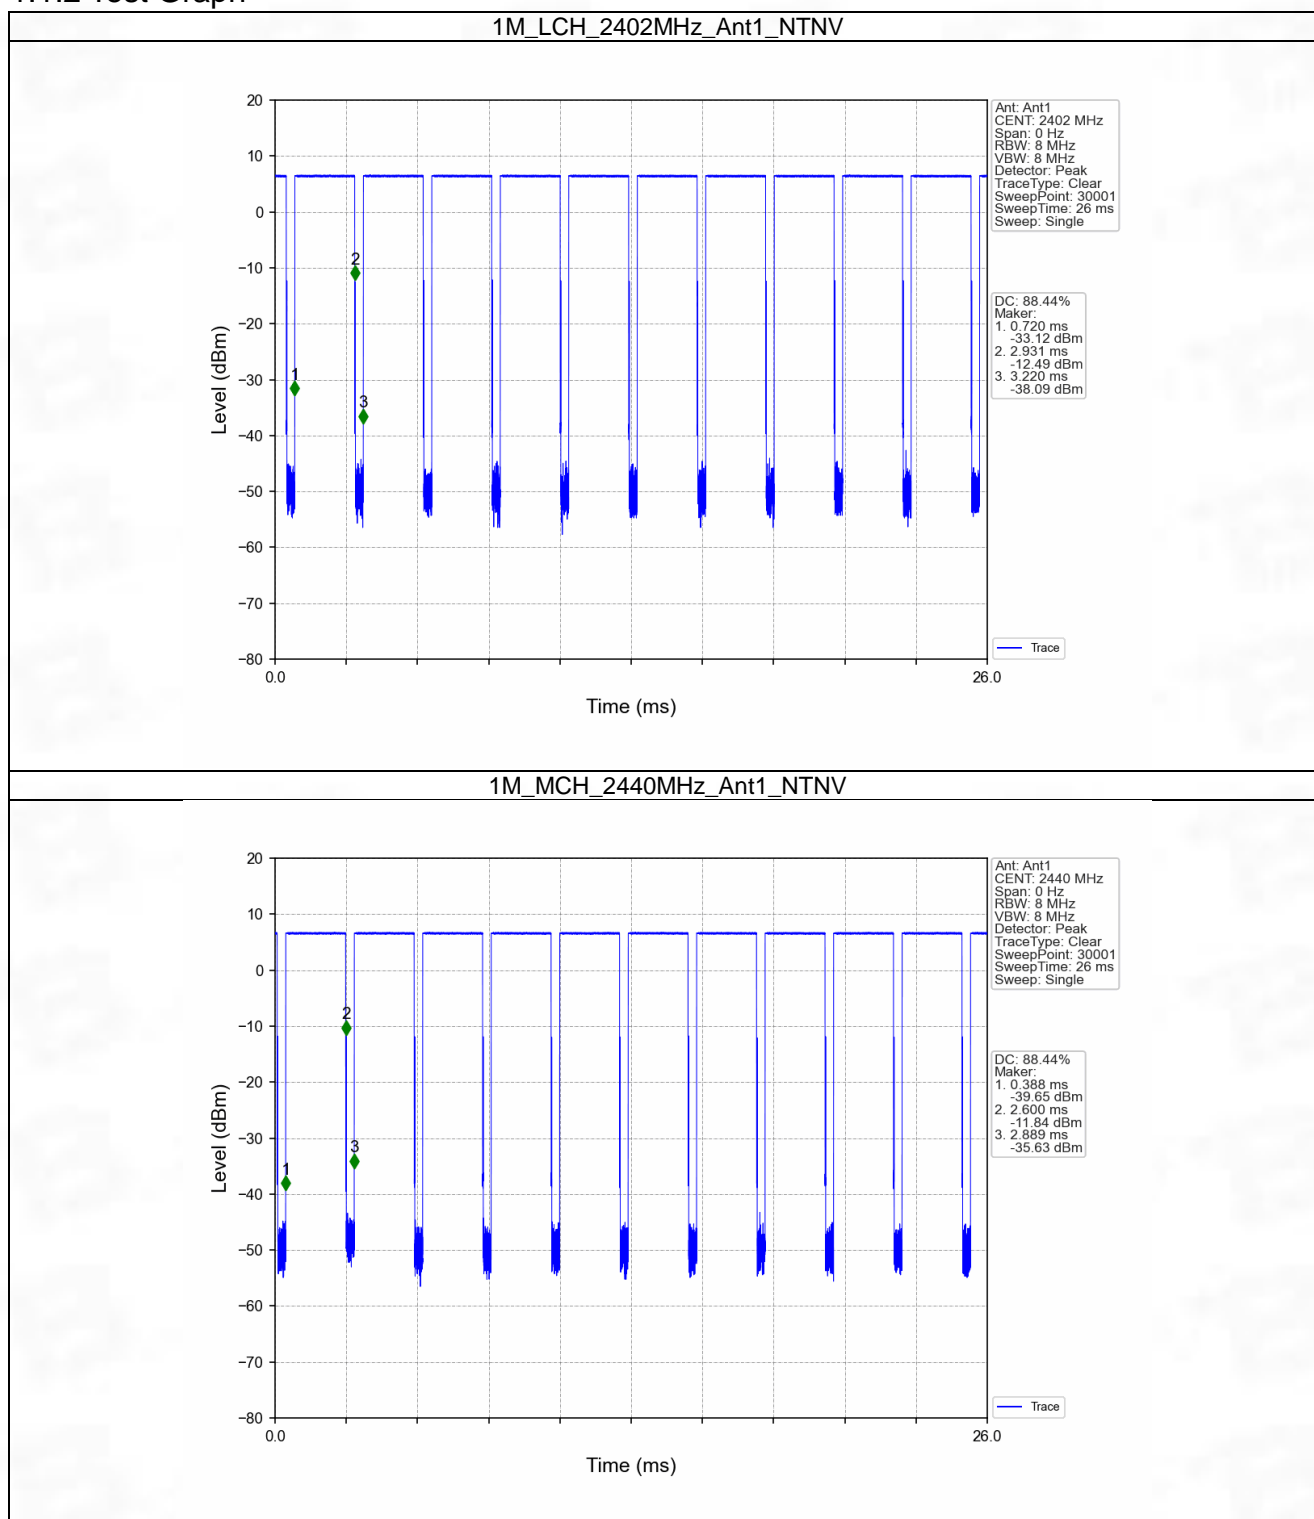 1M_LCH_2402MHz_Ant1_NTNV
20
10
0
−10
−20
−30
−40
−50
−60
−70
−80
Level (dBm)
1
2
3
0.0
26.0
Time (ms)
Ant: Ant1
CENT: 2402 MHz
Span: 0 Hz
RBW: 8 MHz
VBW: 8 MHz
Detector: Peak
TraceType: Clear
SweepPoint: 30001
SweepTime: 26 ms
Sweep: Single
DC: 88.44%
Maker:
1. 0.720 ms
-33.12 dBm
2. 2.931 ms
-12.49 dBm
3. 3.220 ms
-38.09 dBm
Trace
1M_MCH_2440MHz_Ant1_NTNV
20
10
0
−10
−20
−30
−40
−50
−60
−70
−80
Level (dBm)
1
2
3
0.0
26.0
Time (ms)
Ant: Ant1
CENT: 2440 MHz
Span: 0 Hz
RBW: 8 MHz
VBW: 8 MHz
Detector: Peak
TraceType: Clear
SweepPoint: 30001
SweepTime: 26 ms
Sweep: Single
DC: 88.44%
Maker:
1. 0.388 ms
-39.65 dBm
2. 2.600 ms
-11.84 dBm
3. 2.889 ms
-35.63 dBm
Trace